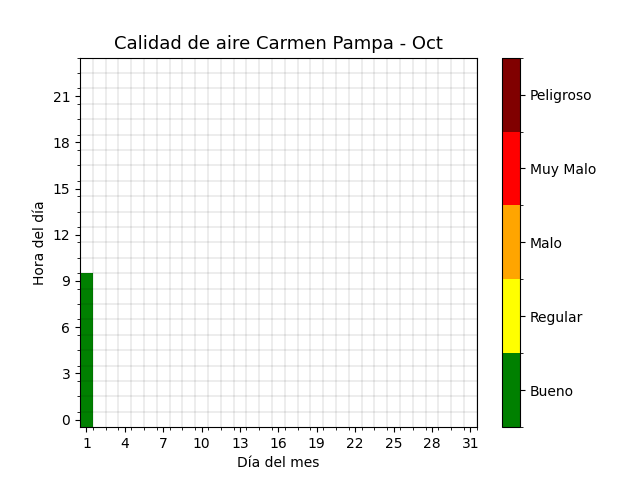 Calidad de aire Carmen Pampa - Oct
Hora del día
21
18
15
12
9
6
3
0
1 4 7 10 13 16 19 22 25 28 31
Día del mes
Peligroso
Muy Malo
Malo
Regular
Bueno